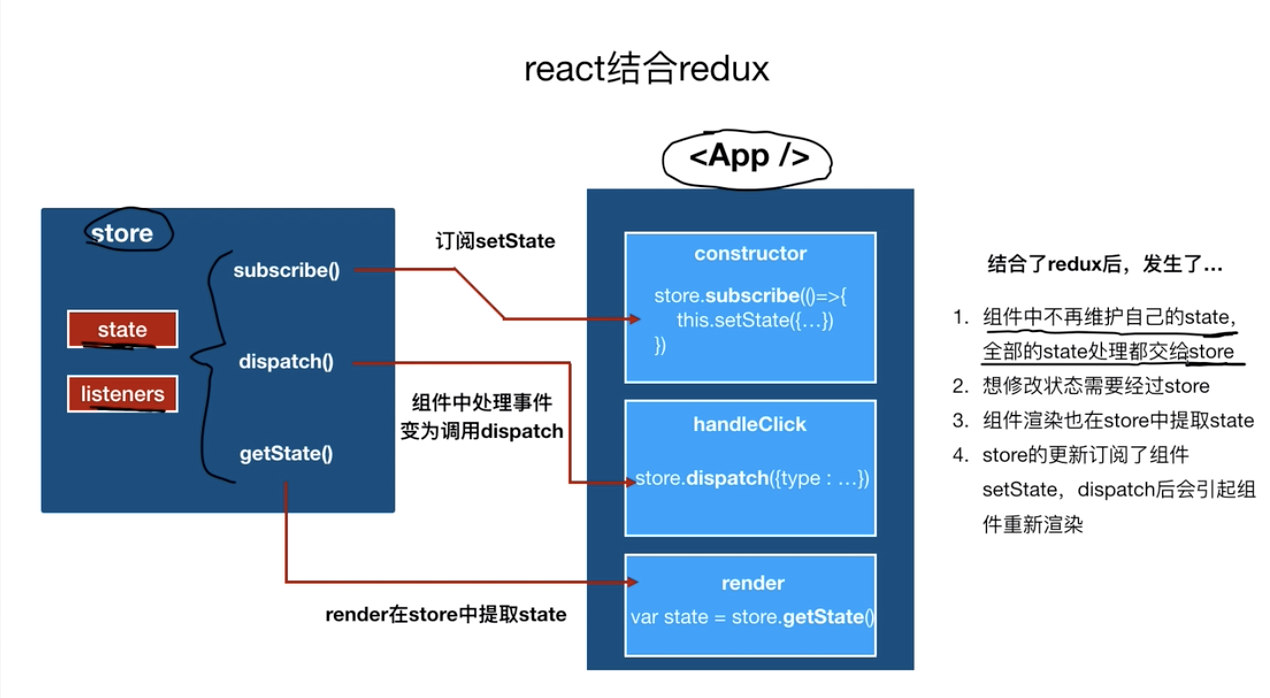 react结合redux
<App />
store
subscribe()
state
dispatch()
listeners
getState()
订阅setState
组件中处理事件
变为调用dispatch
render在store中提取state
constructor
store.subscribe(()=>{
this.setState({...})
})
handleClick
store.dispatch({type : ...})
render
var state = store.getState()
结合了redux后，发生了...
1. 组件中不再维护自己的state,
全部的state处理都交给store
2. 想修改状态需要经过store
3. 组件渲染也在store中提取state
4. store的更新订阅了组件
setState，dispatch后会引起组
件重新渲染